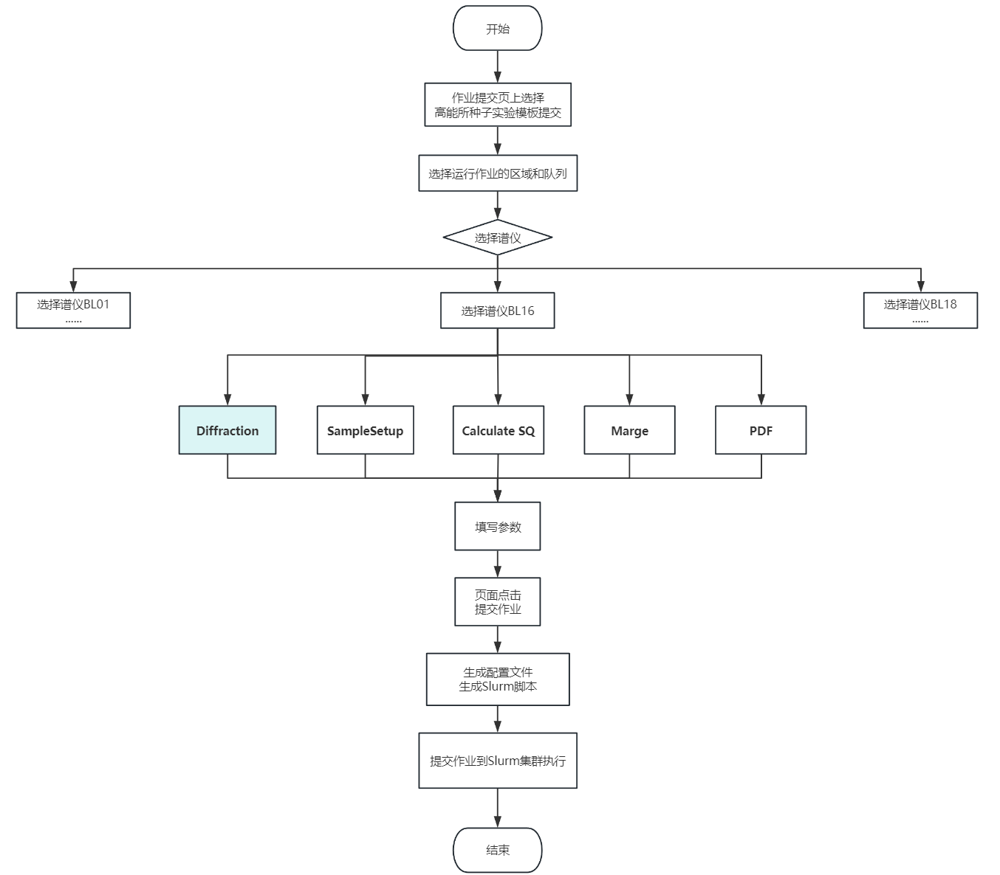 开始
作业提交页上选择
高能所种子实验模板提交
选择运行作业的区域和队列
选择谱仪
选择谱仪BL01
......
选择谱仪BL16
选择谱仪BL18
......
Diffraction
SampleSetup
Calculate SQ
Marge
PDF
填写参数
页面点击
提交作业
生成配置文件
生成Slurm脚本
提交作业到Slurm集群执行
结束